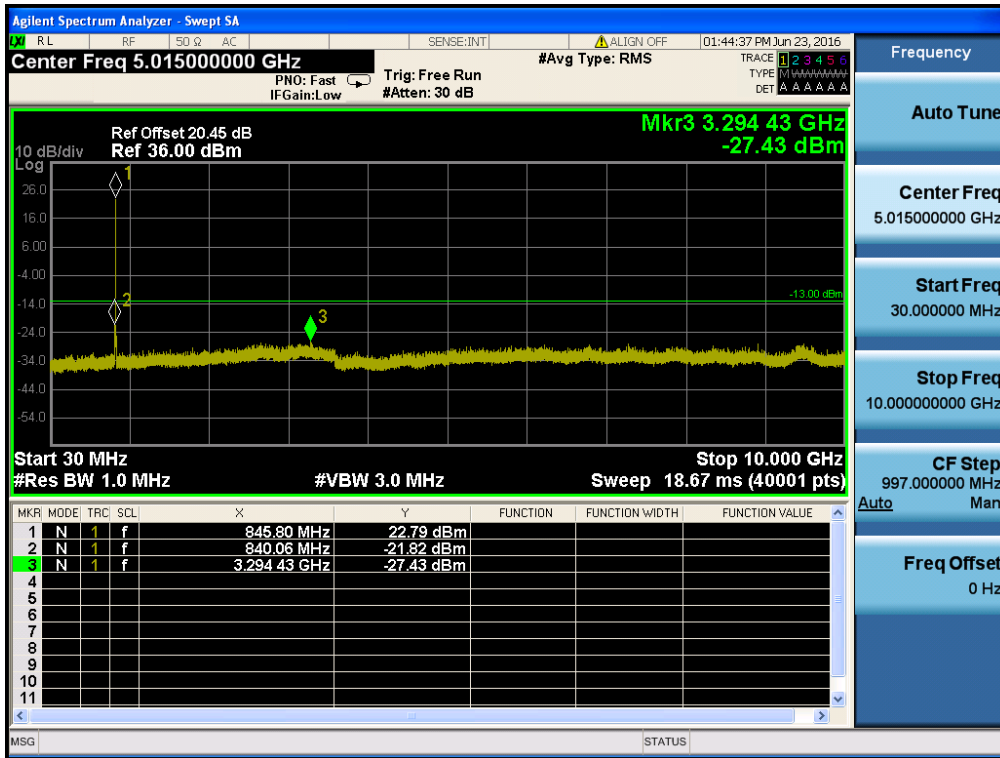 Agilent Spectrum Analyzer - Swept SA
LXI RL RF 50 Ω AC SENSE:INT ALIGN OFF 01:44:37 PM Jun 23, 2016
Center Freq 5.015000000 GHz #Avg Type: RMS TRACE 1 2 3 4 5 6
PNO: Fast Trig: Free Run TYPE M W W W W W
IFGain:Low #Atten: 30 dB DET A A A A A A
Mkr3 3.294 43 GHz
-27.43 dBm
Ref Offset 20.45 dB
10 dB/div Ref 36.00 dBm
Log
1
26.0
16.0
6.00
-4.00
-13.00 dBm
-14.0
2
-24.0
3
-34.0
-44.0
-54.0
Start 30 MHz Stop 10.000 GHz
#Res BW 1.0 MHz #VBW 3.0 MHz Sweep 18.67 ms (40001 pts)
MKR MODE TRC SCL X Y FUNCTION FUNCTION WIDTH FUNCTION VALUE
1 N 1 f 845.80 MHz 22.79 dBm
2 N 1 f 840.06 MHz -21.82 dBm
3 N 1 f 3.294 43 GHz -27.43 dBm
4
5
6
7
8
9
10
11
MSG STATUS
Frequency
Auto Tune
Center Freq
5.015000000 GHz
Start Freq
30.000000 MHz
Stop Freq
10.000000000 GHz
CF Step
997.000000 MHz
Auto Man
Freq Offset
0 Hz